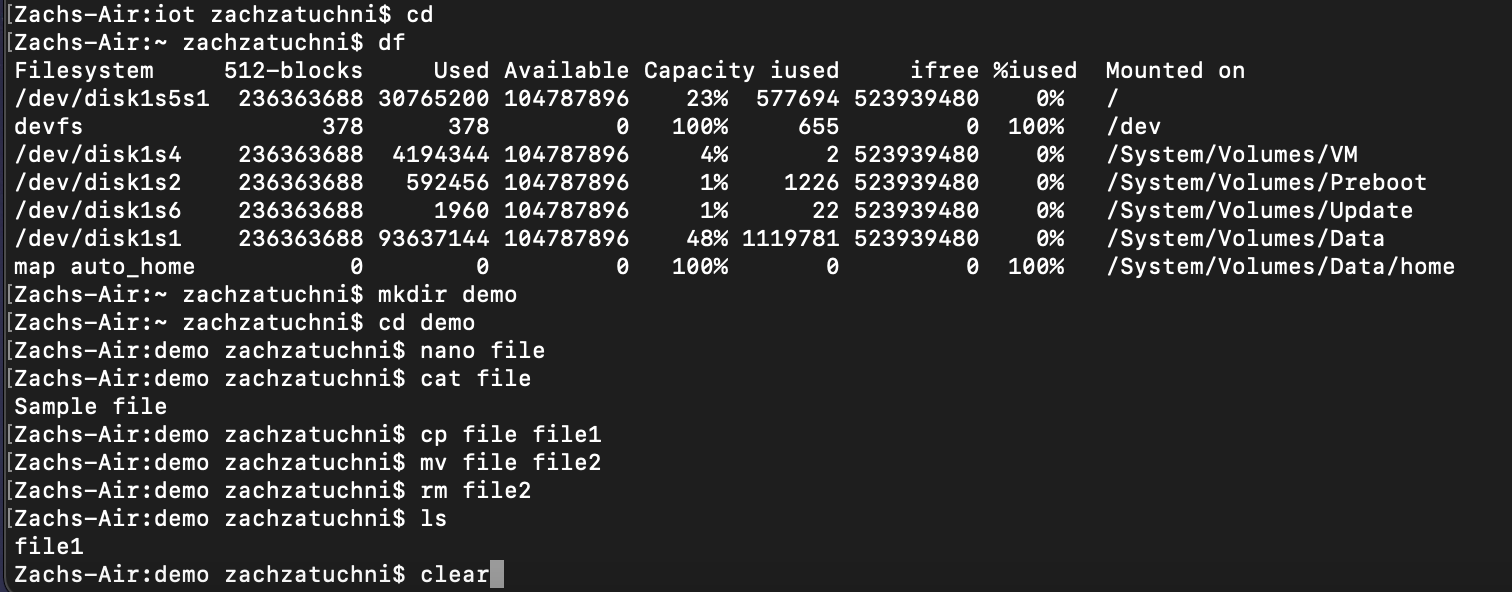 [Zachs-Air:iot zachzatuchni$ cd
[Zachs-Air:~ zachzatuchni$ df
Filesystem     512-blocks     Used Available Capacity iused     ifree %iused  Mounted on
/dev/disk1s5s1  236363688 30765200 104787896    23%  577694 523939480    0%   /
devfs                 378      378         0   100%     655         0  100%   /dev
/dev/disk1s4    236363688  4194344 104787896     4%       2 523939480    0%   /System/Volumes/VM
/dev/disk1s2    236363688   592456 104787896     1%    1226 523939480    0%   /System/Volumes/Preboot
/dev/disk1s6    236363688     1960 104787896     1%      22 523939480    0%   /System/Volumes/Update
/dev/disk1s1    236363688 93637144 104787896    48% 1119781 523939480    0%   /System/Volumes/Data
map auto_home           0        0         0   100%       0         0  100%   /System/Volumes/Data/home
[Zachs-Air:~ zachzatuchni$ mkdir demo
[Zachs-Air:~ zachzatuchni$ cd demo
[Zachs-Air:demo zachzatuchni$ nano file
[Zachs-Air:demo zachzatuchni$ cat file
Sample file
[Zachs-Air:demo zachzatuchni$ cp file file1
[Zachs-Air:demo zachzatuchni$ mv file file2
[Zachs-Air:demo zachzatuchni$ rm file2
[Zachs-Air:demo zachzatuchni$ ls
file1
Zachs-Air:demo zachzatuchni$ clear